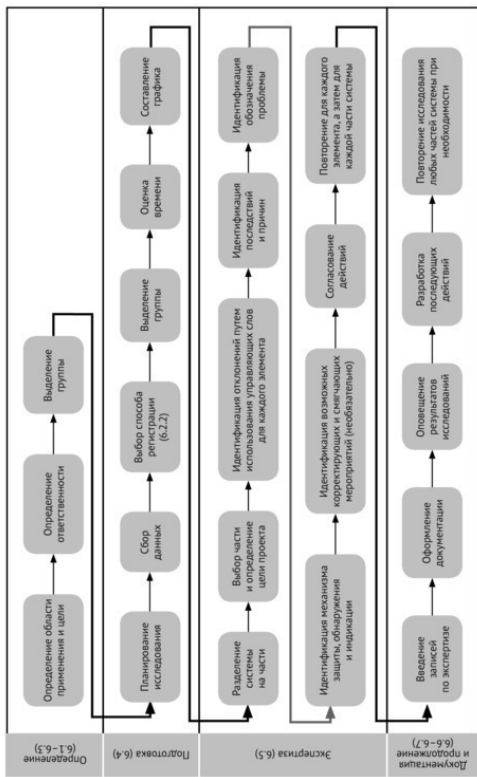 Определение
(6.1–6.3)
Определение области
применения и цели
Определение
ответственности
Выделение
группы
Подготовка (6.4)
Планирование
исследования
Сбор
данных
Выбор способа
регистрации
(6.2.2)
Выделение
группы
Оценка
времени
Составление
графика
Экспертиза (6.5)
Разделение
системы
на части
Выбор части
и определение
цели проекта
Идентификация отклонений путем
использования управляющих слов
для каждого элемента
Идентификация
последствий
и причин
Идентификация
обозначения
проблемы
Идентификация механизма
защиты, обнаружения
и индикации
Идентификация возможных
корректирующих и смягчающих
мероприятий (необязательно)
Согласование
действий
Повторение для каждого
элемента, а затем для
каждой части системы
Документация
и продолжение
(6.6–6.7)
Введение
записей
по экспертизе
Оформление
документации
Оповещение
результатов
исследований
Разработка
последующих
действий
Повторение исследования
любых частей системы при
необходимости